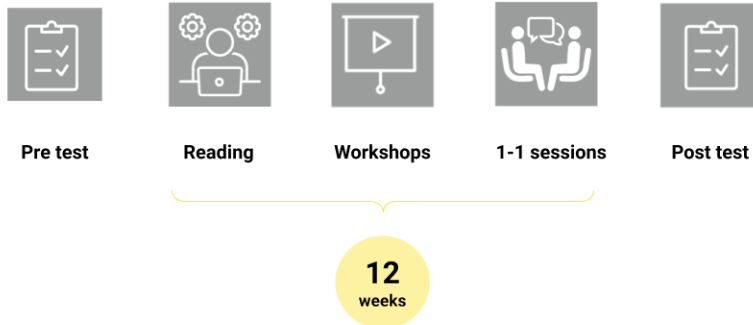 Pre test
Reading
Workshops
1-1 sessions
Post test
12
weeks